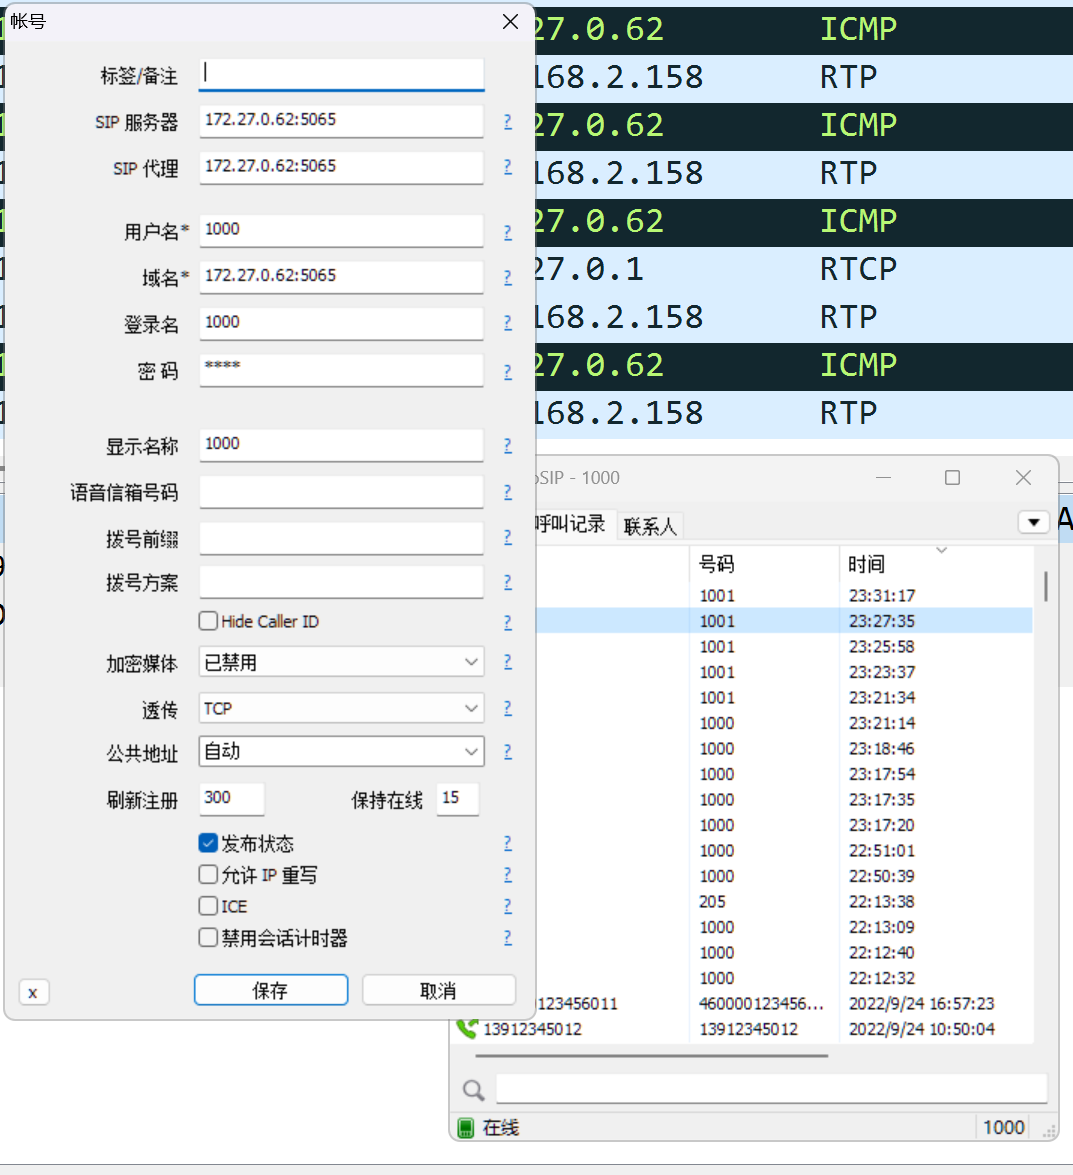 帐号
标签/备注
SIP 服务器 172.27.0.62:5065 ?
SIP 代理 172.27.0.62:5065 ?
用户名* 1000 ?
域名* 172.27.0.62:5065 ?
登录名 1000 ?
密码 **** ?
显示名称 1000 ?
语音信箱号码 ?
拨号前缀 ?
拨号方案 ?
Hide Caller ID ?
加密媒体 已禁用 ?
透传 TCP ?
公共地址 自动 ?
刷新注册 300 保持在线 15
发布状态 ?
允许 IP 重写 ?
ICE ?
禁用会话计时器 ?
x 保存 取消
27.0.62 ICMP
168.2.158 RTP
27.0.62 ICMP
168.2.158 RTP
27.0.62 ICMP
27.0.1 RTCP
168.2.158 RTP
27.0.62 ICMP
168.2.158 RTP
oSIP - 1000
呼叫记录 联系人
A
号码 时间
1001 23:31:17
1001 23:27:35
1001 23:25:58
1001 23:23:37
1001 23:21:34
1000 23:21:14
1000 23:18:46
1000 23:17:54
1000 23:17:35
1000 23:17:20
1000 22:51:01
1000 22:50:39
205 22:13:38
1000 22:13:09
1000 22:12:40
1000 22:12:32
123456011 460000123456... 2022/9/24 16:57:23
13912345012 13912345012 2022/9/24 10:50:04
在线 1000